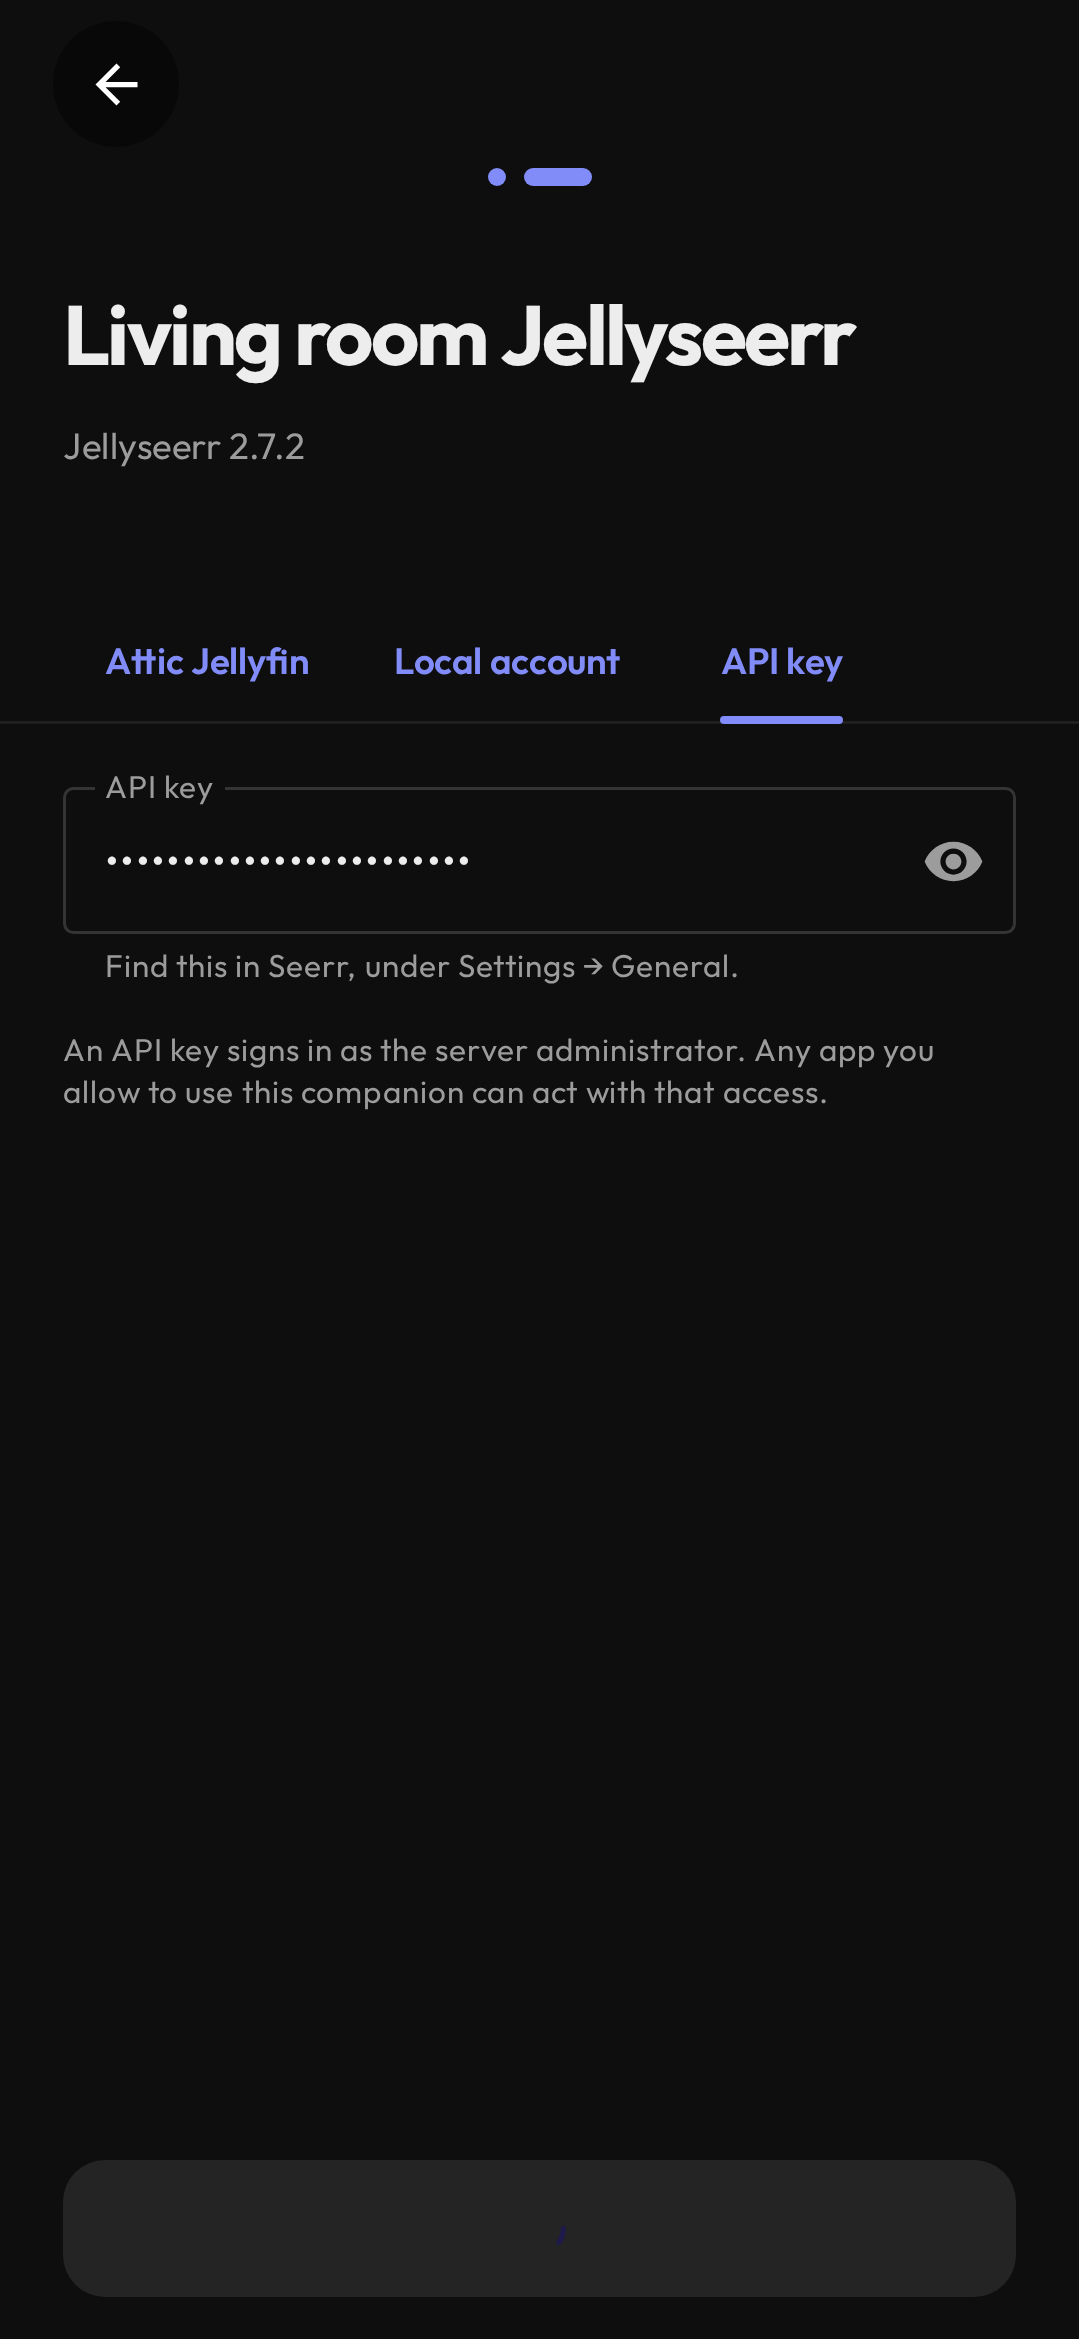 Living room Jellyseerr
Jellyseerr 2.7.2
Attic Jellyfin
Local account
API key
API key
••••••••••••••••••••••••
Find this in Seerr, under Settings → General.
An API key signs in as the server administrator. Any app you
allow to use this companion can act with that access.